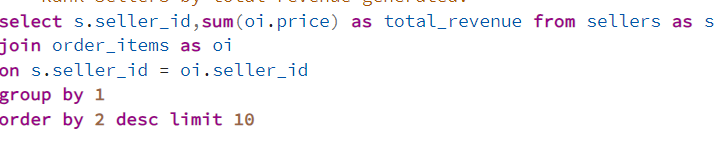 Rank sellers by total revenue generated.
select s.seller_id,sum(oi.price) as total_revenue from sellers as s
join order_items as oi
on s.seller_id = oi.seller_id
group by 1
order by 2 desc limit 10